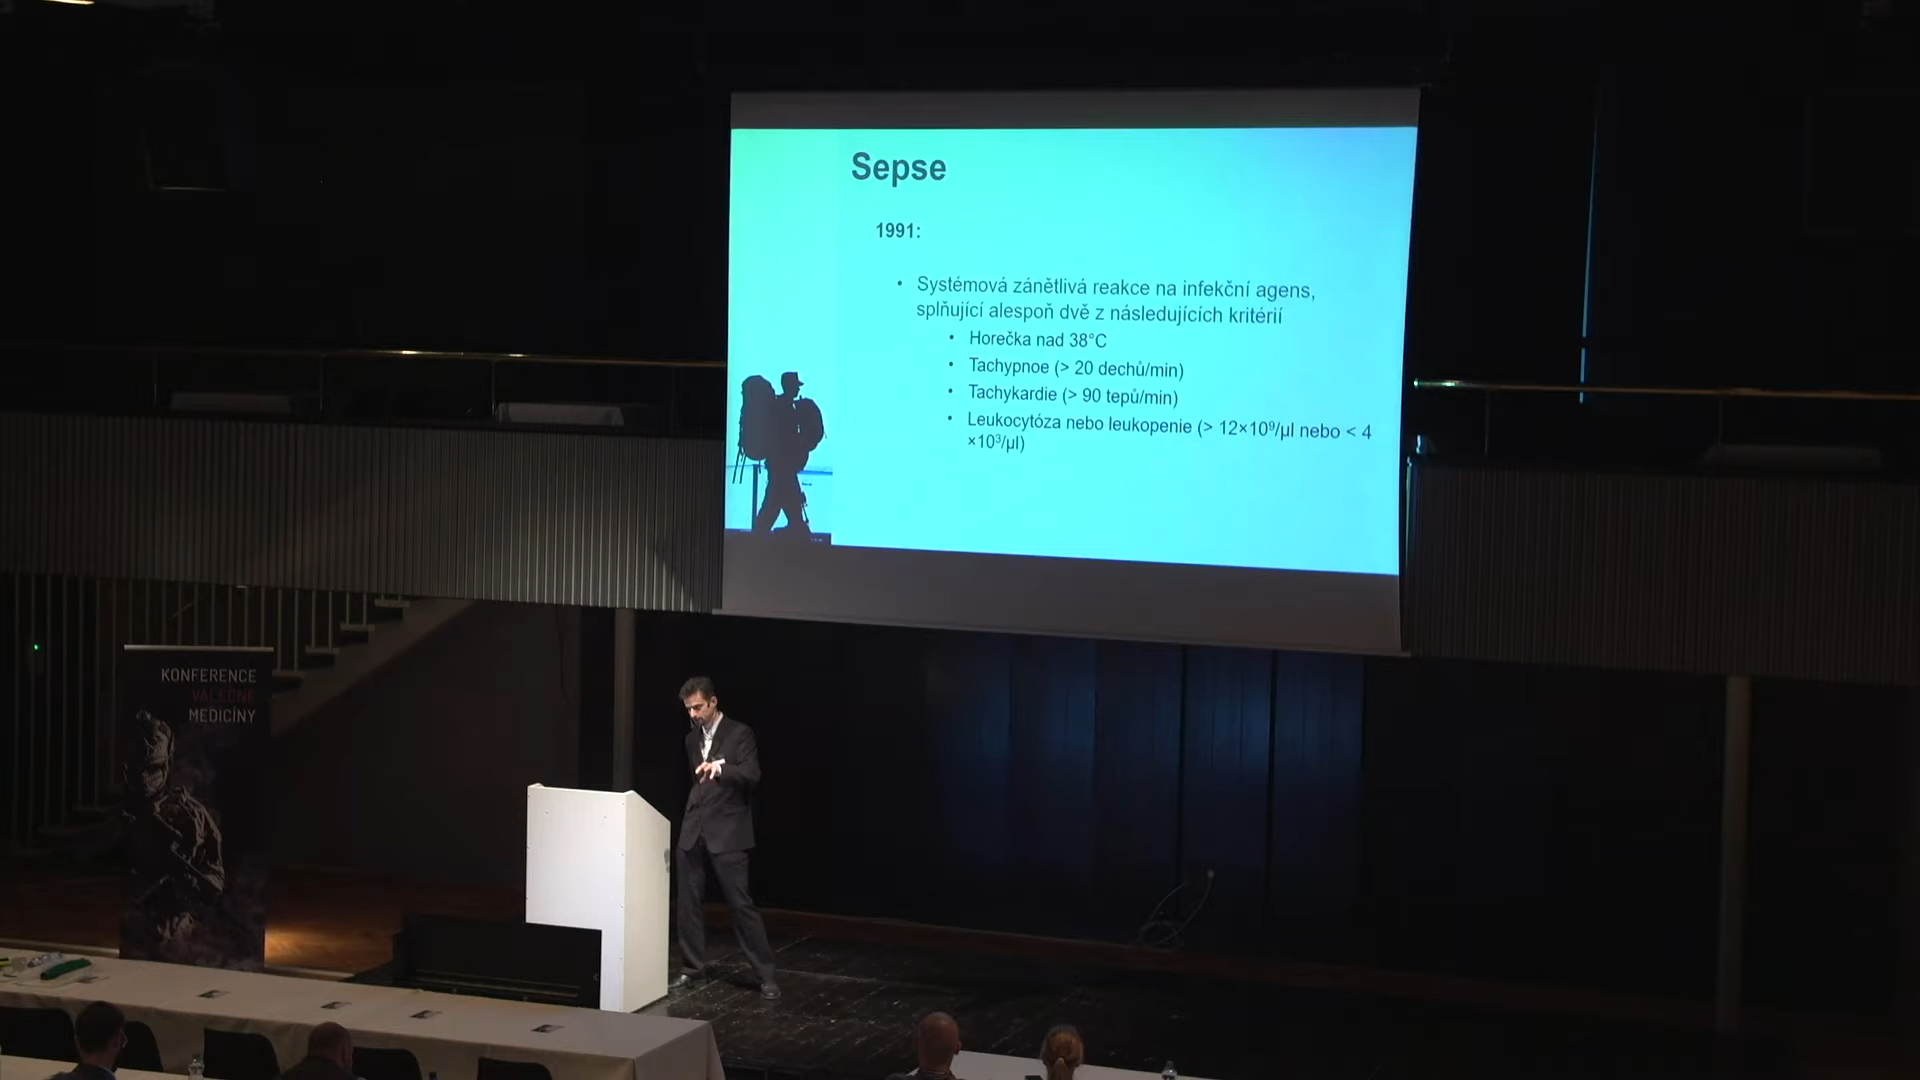 Sepse
1991:
• Systémová zánětlivá reakce na infekční agens,
splňující alespoň dvě z následujících kritérií
• Horečka nad 38°C
• Tachypnoe (> 20 dechů/min)
• Tachykardie (> 90 tepů/min)
• Leukocytóza nebo leukopenie (> 12×10⁹/µl nebo < 4
×10³/µl)
KONFERENCE
VÁLEČNÉ
MEDICÍNY